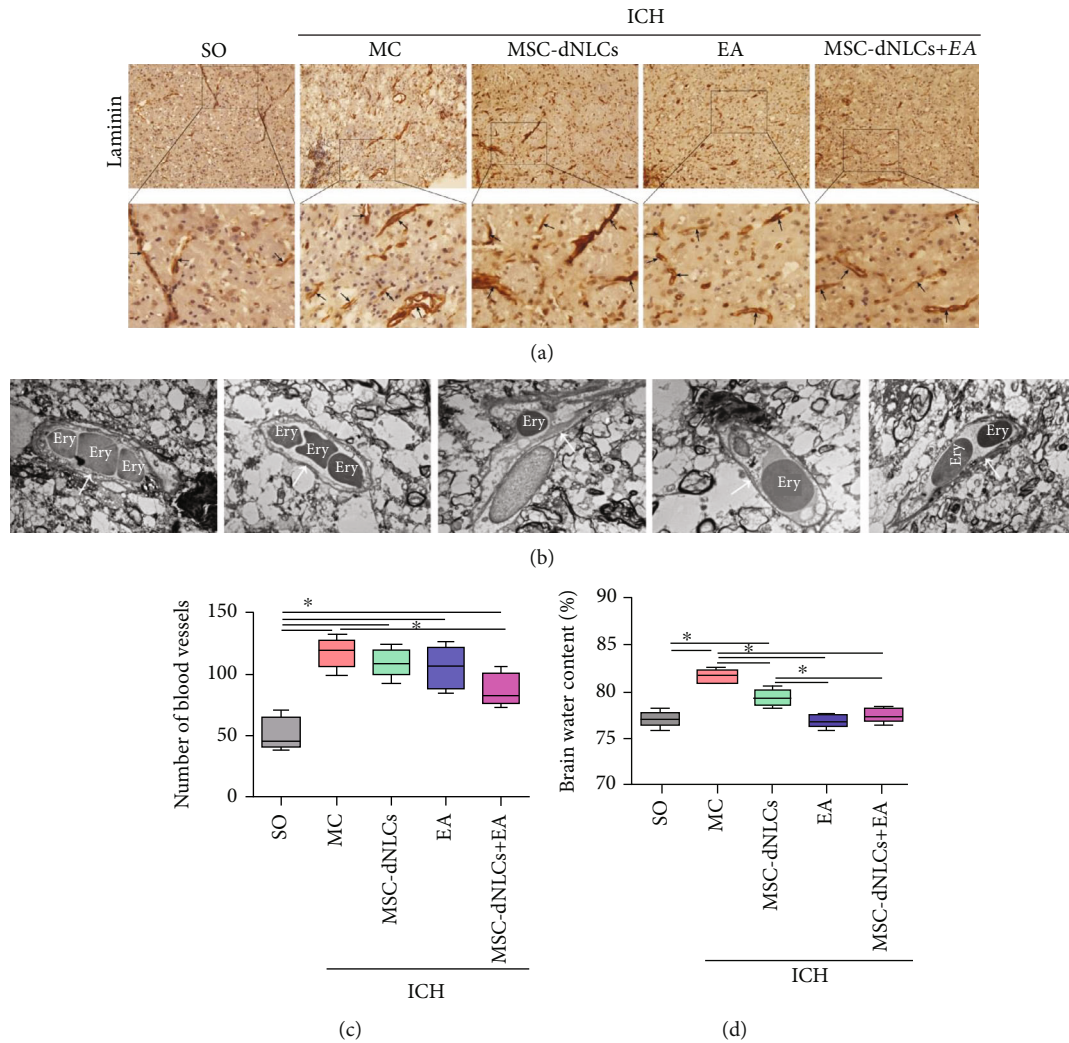 ICH
SO
MC
MSC-dNLCs
EA
MSC-dNLCs+EA
Laminin
(a)
Ery
Ery
Ery
Ery
Ery
Ery
Ery
Ery
Ery
Ery
(b)
Number of blood vessels
150
100
50
0
*
*
SO
MC
MSC-dNLCs
EA
MSC-dNLCs+EA
ICH
(c)
Brain water content (%)
90
85
80
75
70
*
*
*
SO
MC
MSC-dNLCs
EA
MSC-dNLCs+EA
ICH
(d)